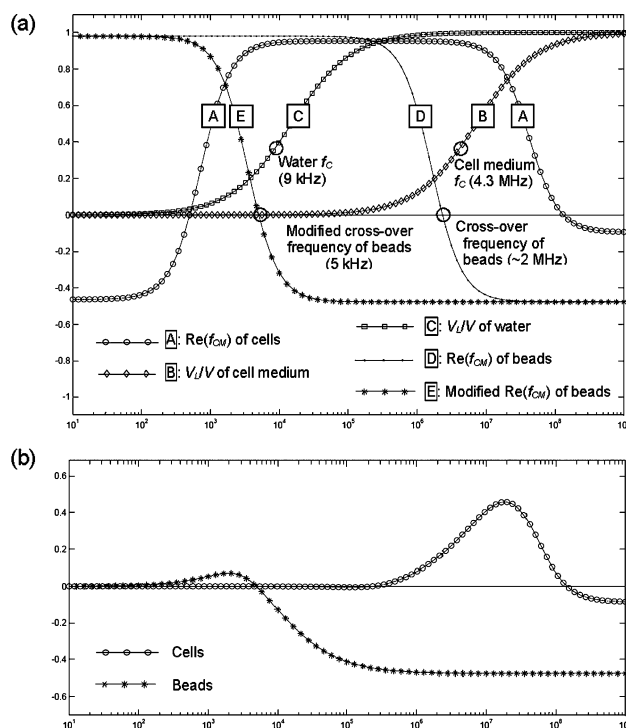 (a)
1
0.8
0.6
0.4
0.2
0
-0.2
-0.4
-0.6
-0.8
-1
A
E
C
D
B
A
Water fC
(9 kHz)
Cell medium
fC (4.3 MHz)
Modified cross-over
frequency of beads
(5 kHz)
Cross-over
frequency of
beads (~2 MHz)
A: Re(fCM) of cells
B: VL/V of cell medium
C: VL/V of water
D: Re(fCM) of beads
E: Modified Re(fCM) of beads
10^1 10^2 10^3 10^4 10^5 10^6 10^7 10^8 10^9
(b)
0.6
0.4
0.2
0
-0.2
-0.4
-0.6
Cells
Beads
10^1 10^2 10^3 10^4 10^5 10^6 10^7 10^8 10^9